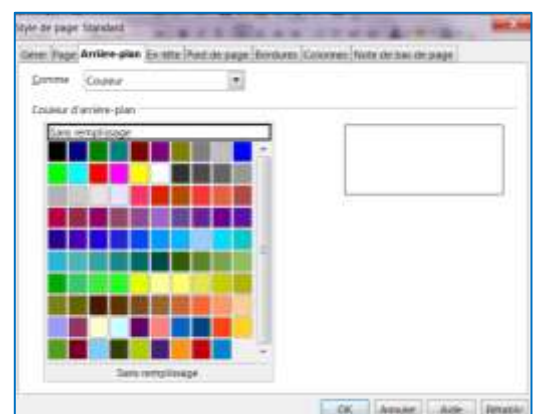 Style de page: Standard
Gérer Page Arrière-plan En-tête Pied de page Bordures Colonnes Note de bas de page
Comme Couleur
Couleur d'arrière-plan
Sans remplissage
Sans remplissage
OK Annuler Aide Rétablir